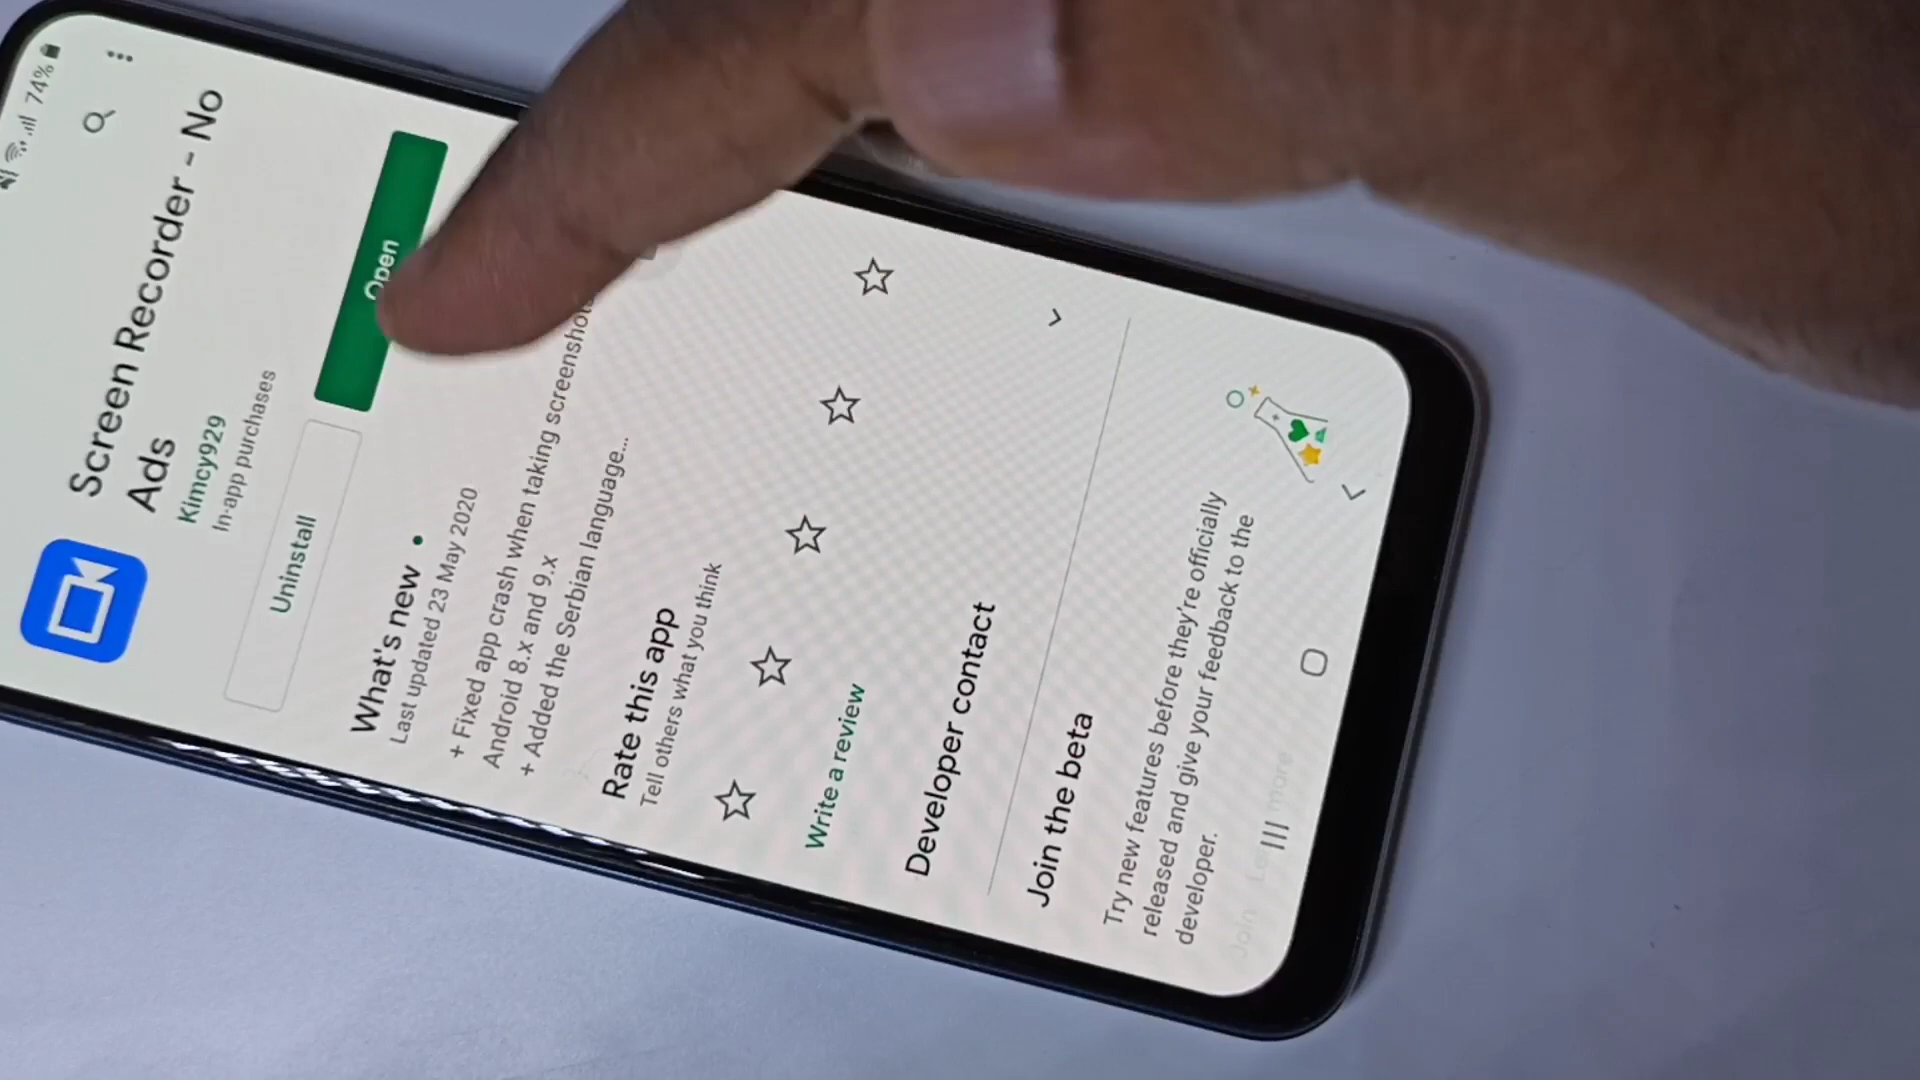 74%
Screen Recorder - No
Ads
Kimcy929
In-app purchases
Uninstall
Open
What's new
Last updated 23 May 2020
+ Fixed app crash when taking screenshot
Android 8.x and 9.x
+ Added the Serbian language...
Rate this app
Tell others what you think
Write a review
Developer contact
Join the beta
Try new features before they're officially
released and give your feedback to the
developer.
Join more